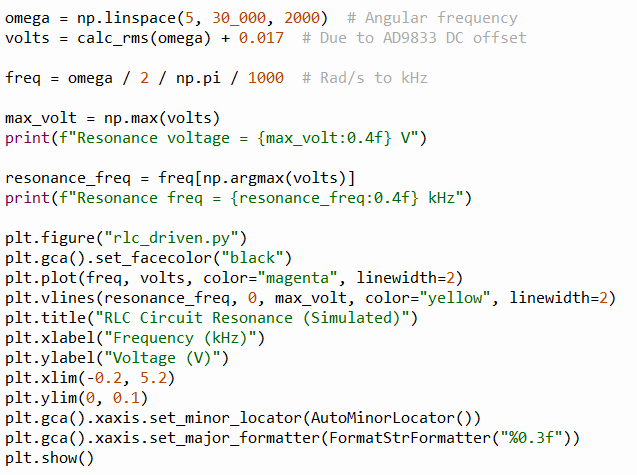 omega = np.linspace(5, 30_000, 2000)  # Angular frequency
volts = calc_rms(omega) + 0.017  # Due to AD9833 DC offset
freq = omega / 2 / np.pi / 1000  # Rad/s to kHz
max_volt = np.max(volts)
print(f"Resonance voltage = {max_volt:0.4f} V")
resonance_freq = freq[np.argmax(volts)]
print(f"Resonance freq = {resonance_freq:0.4f} kHz")
plt.figure("rlc_driven.py")
plt.gca().set_facecolor("black")
plt.plot(freq, volts, color="magenta", linewidth=2)
plt.vlines(resonance_freq, 0, max_volt, color="yellow", linewidth=2)
plt.title("RLC Circuit Resonance (Simulated)")
plt.xlabel("Frequency (kHz)")
plt.ylabel("Voltage (V)")
plt.xlim(-0.2, 5.2)
plt.ylim(0, 0.1)
plt.gca().xaxis.set_minor_locator(AutoMinorLocator())
plt.gca().xaxis.set_major_formatter(FormatStrFormatter("%0.3f"))
plt.show()